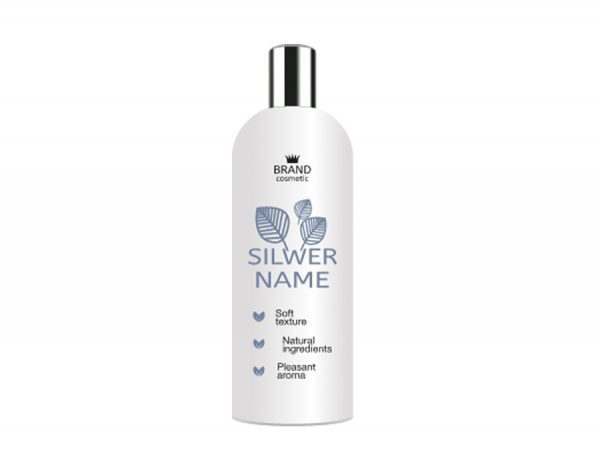 BRAND
cosmetic
SILWER
NAME
Soft
texture
Natural
ingredients
Pleasant
aroma